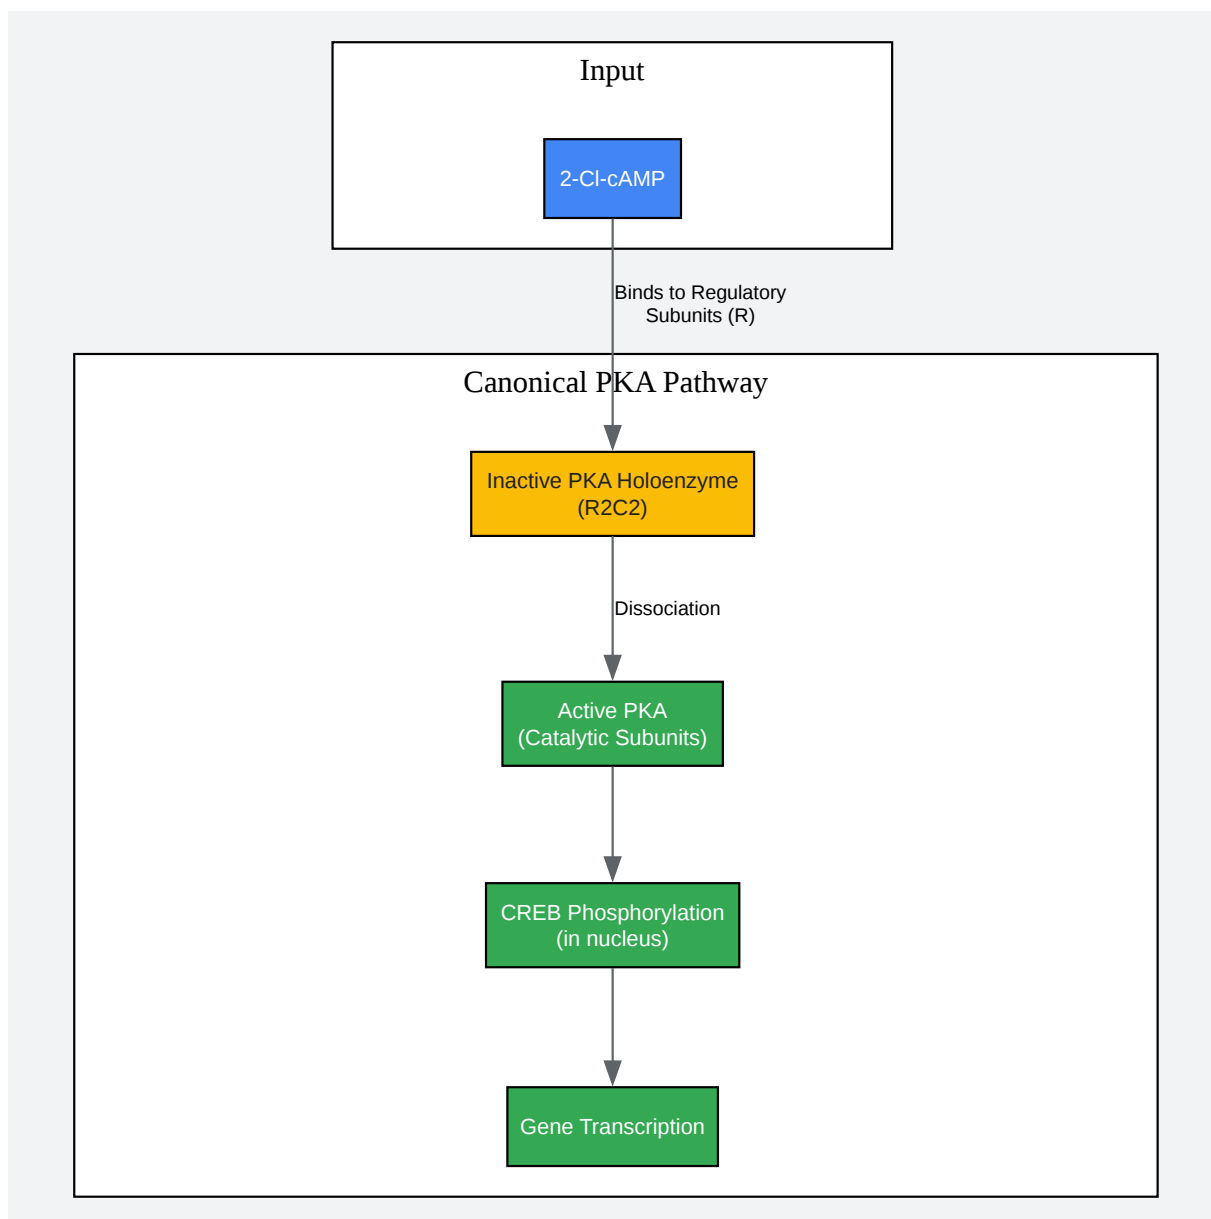 Input
2-Cl-cAMP
Binds to Regulatory
Subunits (R)
Canonical PKA Pathway
Inactive PKA Holoenzyme
(R2C2)
Dissociation
Active PKA
(Catalytic Subunits)
CREB Phosphorylation
(in nucleus)
Gene Transcription